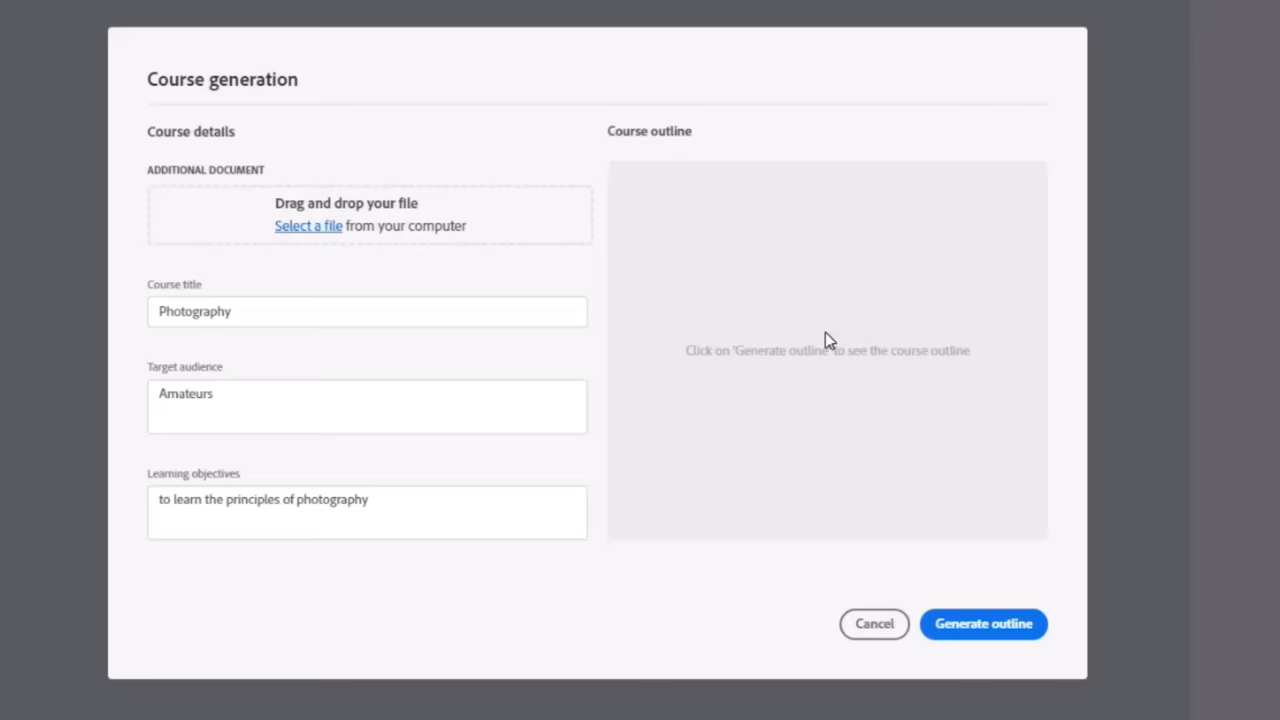 Course generation
Course details
ADDITIONAL DOCUMENT
Drag and drop your file
Select a file from your computer
Course title
Photography
Target audience
Amateurs
Learning objectives
to learn the principles of photography
Course outline
Click on 'Generate outline' to see the course outline
Cancel
Generate outline